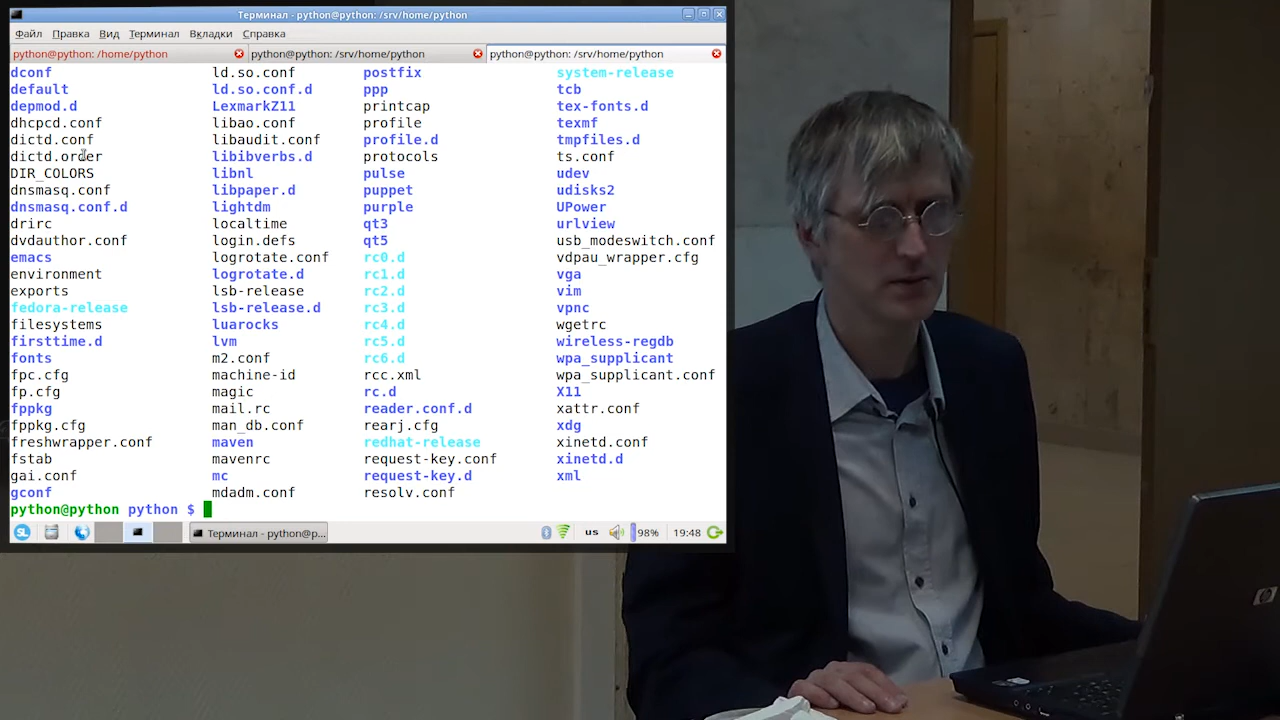 Терминал - python@python: /srv/home/python
Файл Правка Вид Терминал Вкладки Справка
python@python: /home/python python@python: /srv/home/python python@python: /srv/home/python
dconf ld.so.conf postfix system-release
default ld.so.conf.d ppp tcb
depmod.d LexmarkZ11 printcap tex-fonts.d
dhcpcd.conf libao.conf profile texmf
dictd.conf libaudit.conf profile.d tmpfiles.d
dictd.order libibverbs.d protocols ts.conf
DIR_COLORS libnl pulse udev
dnsmasq.conf libpaper.d puppet udisks2
dnsmasq.conf.d lightdm purple UPower
drirc localtime qt3 urlview
dvdauthor.conf login.defs qt5 usb_modeswitch.conf
emacs logrotate.conf rc0.d vdpau_wrapper.cfg
environment logrotate.d rc1.d vga
exports lsb-release rc2.d vim
fedora-release lsb-release.d rc3.d vpnc
filesystems luarocks rc4.d wgetrc
firsttime.d lvm rc5.d wireless-regdb
fonts m2.conf rc6.d wpa_supplicant
fpc.cfg machine-id rcc.xml wpa_supplicant.conf
fp.cfg magic rc.d X11
fppkg mail.rc reader.conf.d xattr.conf
fppkg.cfg man_db.conf rearj.cfg xdg
freshwrapper.conf maven redhat-release xinetd.conf
fstab mavenrc request-key.conf xinetd.d
gai.conf mc request-key.d xml
gconf mdadm.conf resolv.conf
python@python python $
Терминал - python@p... us 98% 19:48
hp